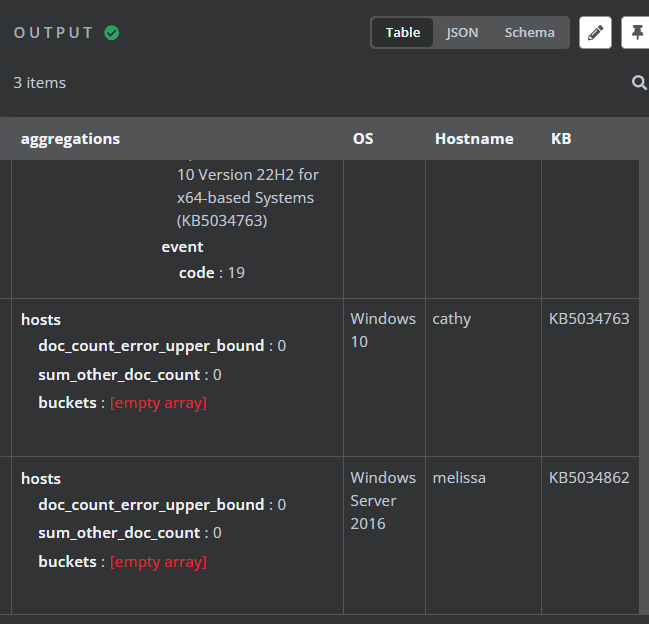 OUTPUT
Table
JSON
Schema
3 items
aggregations
OS
Hostname
KB
10 Version 22H2 for
x64-based Systems
(KB5034763)
event
code : 19
hosts
doc_count_error_upper_bound : 0
sum_other_doc_count : 0
buckets : [empty array]
Windows
10
cathy
KB5034763
hosts
doc_count_error_upper_bound : 0
sum_other_doc_count : 0
buckets : [empty array]
Windows
Server
2016
melissa
KB5034862